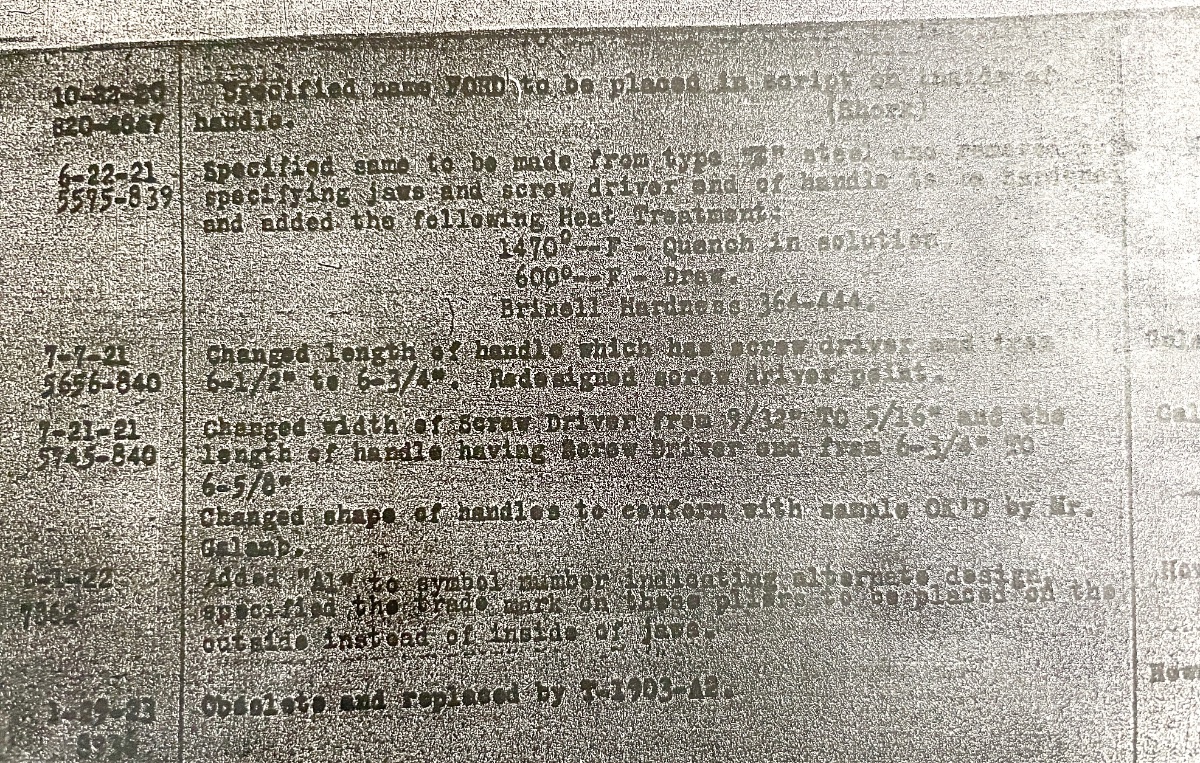 10-22-20 Specified name FORD to be placed in script on inside of
820-4847 handle. (Shock)
6-22-21 Specified same to be made from type steel and
5575-839 specifying jaws and screw driver end of handle is to
and added the following Heat Treatment:
1470°--F - Quench in solution
600°--F - Draw.
Brinell Hardness 364-444.
7-7-21 Changed length of handle which has screw driver end from
5656-840 6-1/2" to 6-3/4". Redesigned screw driver point.
7-21-21 Changed width of Screw Driver from 9/32" TO 5/16" and the
5745-840 length of handle having Screw Driver end from 6-3/4" TO
6-5/8"
Changed shape of handles to conform with sample OK'D by Mr.
Galamb.
6-1-22 Added "A1" to symbol number indicating alternate design,
7862 specified the trade mark on these pliers to be placed on the
outside instead of inside of jaws.
Obsolete and replaced by T-1903-A2.